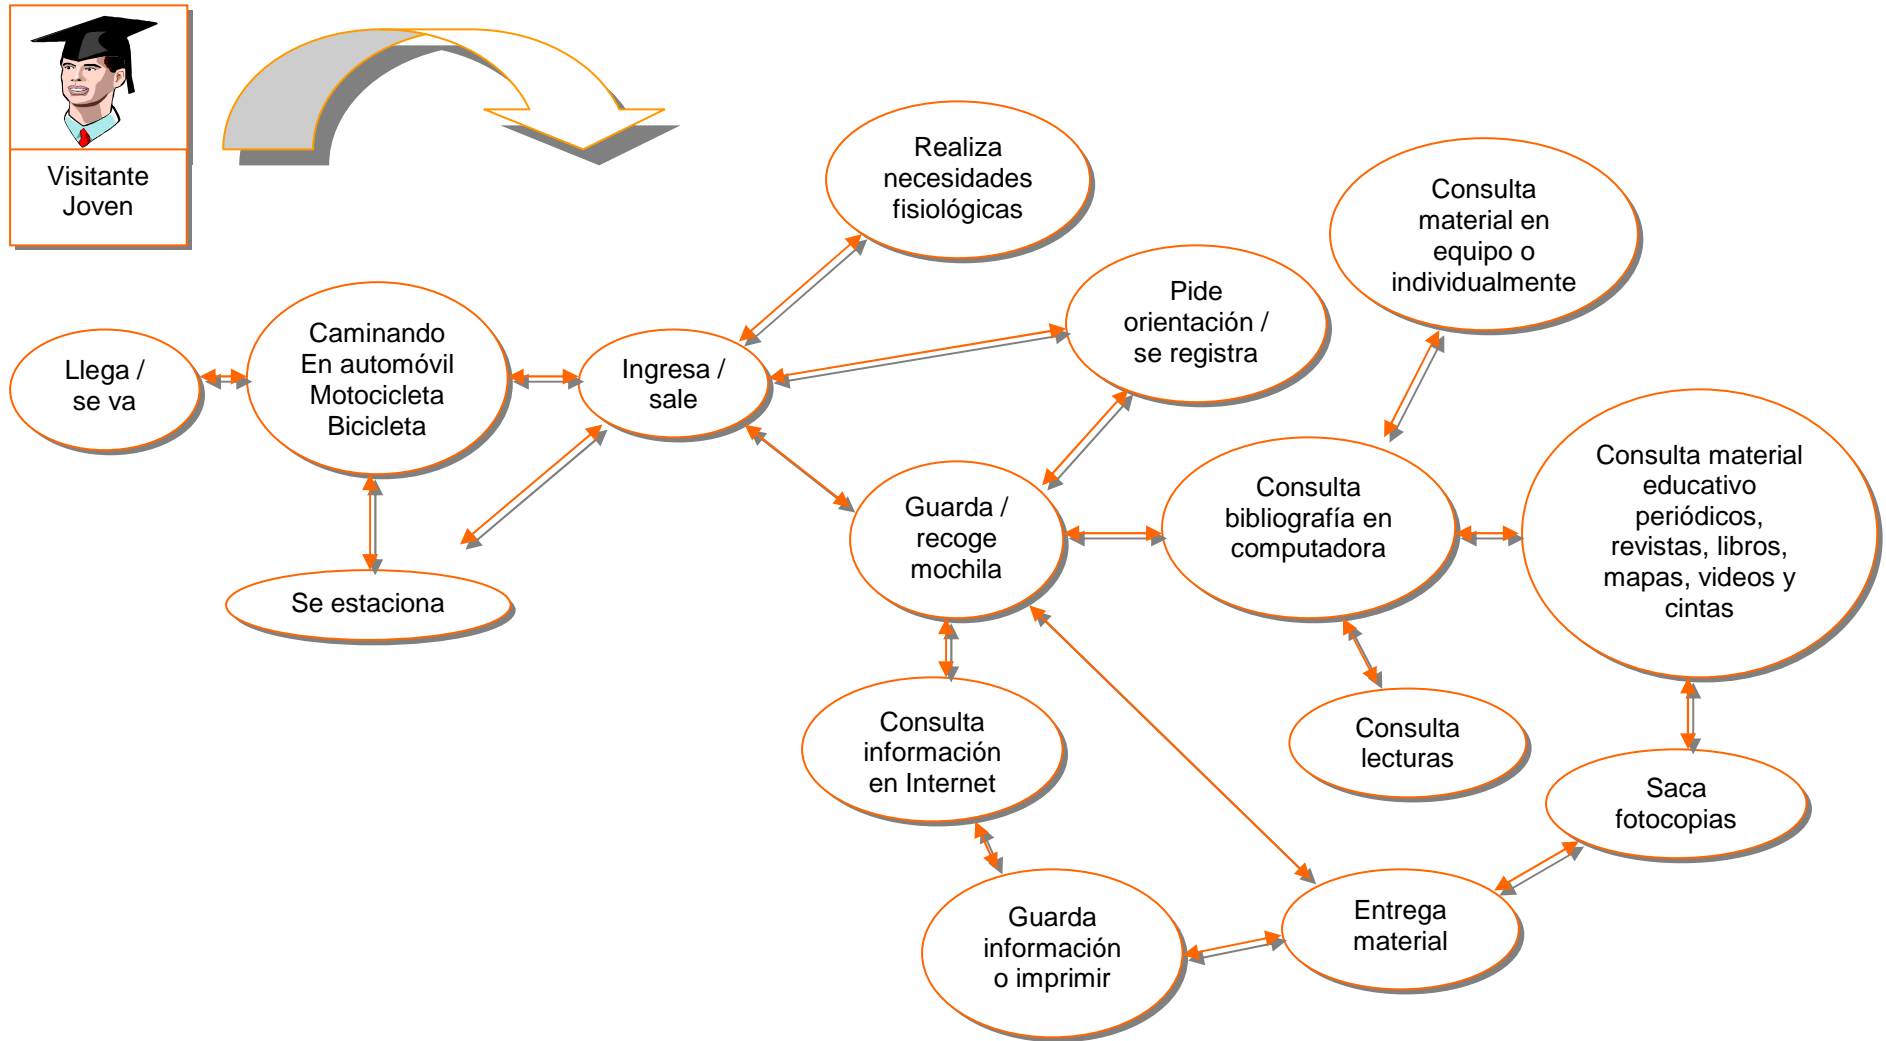 Visitante
Joven
Realiza
necesidades
fisiológicas
Consulta
material en
equipo o
individualmente
Pide
orientación /
se registra
Llega /
se va
Caminando
En automóvil
Motocicleta
Bicicleta
Ingresa /
sale
Guarda /
recoge
mochila
Consulta
bibliografía en
computadora
Consulta material
educativo
periódicos,
revistas, libros,
mapas, videos y
cintas
Se estaciona
Consulta
información
en Internet
Consulta
lecturas
Saca
fotocopias
Guarda
información
o imprimir
Entrega
material